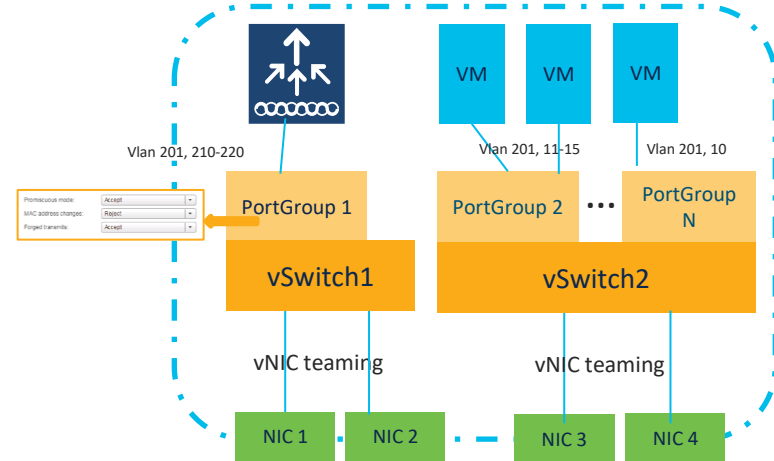 VM
VM
VM
Vlan 201, 210-220
Vlan 201, 11-15
Vlan 201, 10
Promiscuous mode: Accept
MAC address changes: Reject
Forged transmits: Accept
PortGroup 1
PortGroup 2
...
PortGroup
N
vSwitch1
vSwitch2
vNIC teaming
vNIC teaming
NIC 1
NIC 2
NIC 3
NIC 4